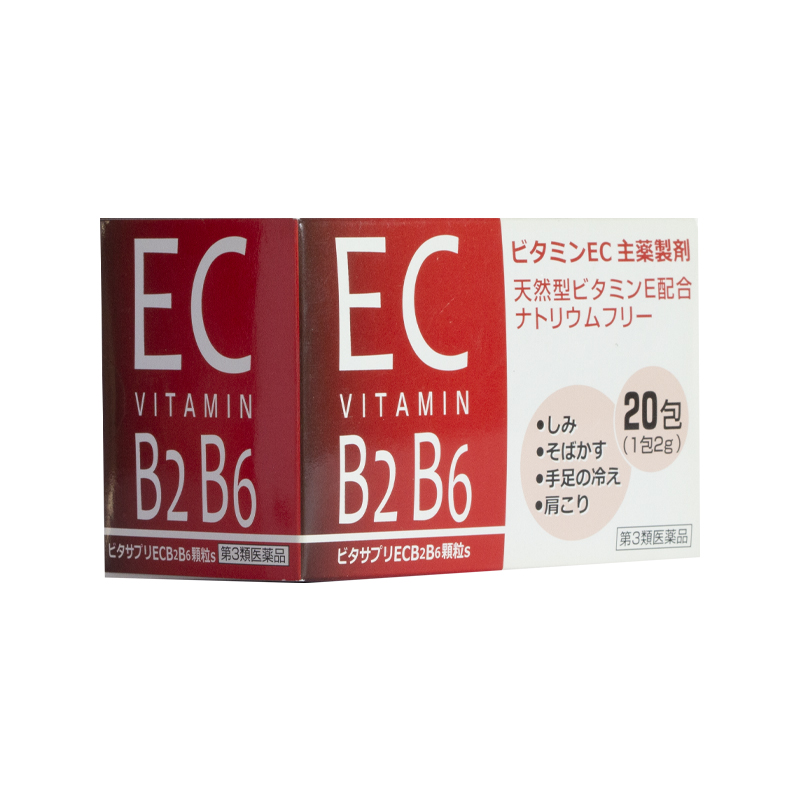 EC
VITAMIN
B2 B6
ビタサプリECB2B6顆粒s 第3類医薬品
EC
VITAMIN
B2 B6
ビタサプリECB2B6顆粒s
ビタミンEC 主薬製剤
天然型ビタミンE配合
ナトリウムフリー
20包
(1包2g)
•しみ
•そばかす
•手足の冷え
•肩こり
第3類医薬品